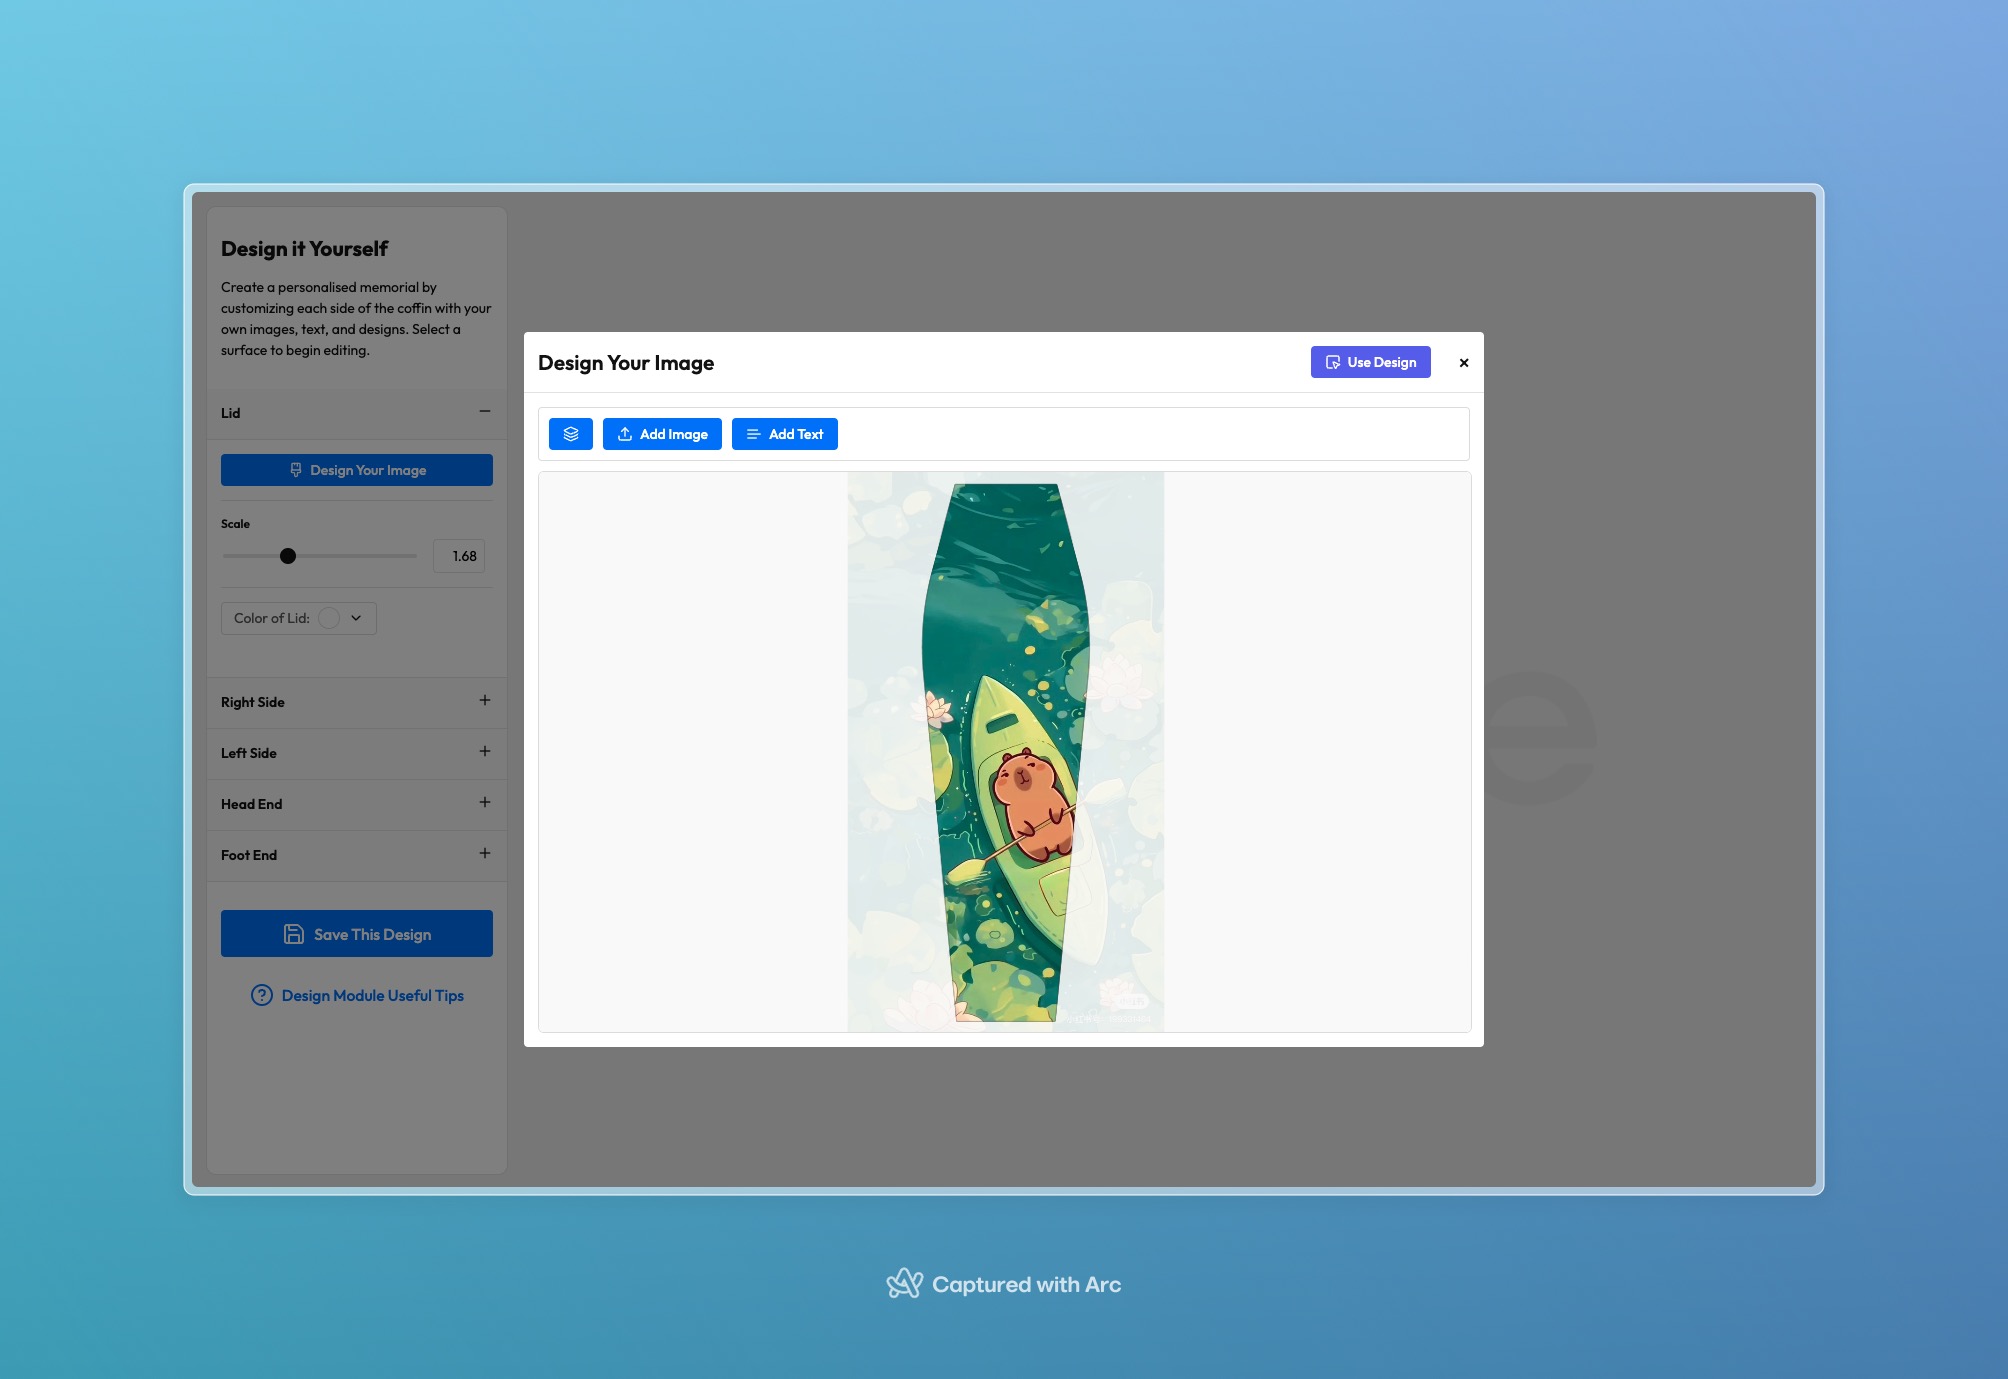 Design it Yourself
Create a personalised memorial by
customizing each side of the coffin with your
own images, text, and designs. Select a
surface to begin editing.
Lid
Design Your Image
Scale
1.68
Color of Lid:
Right Side
Left Side
Head End
Foot End
Save This Design
Design Module Useful Tips
Design Your Image
Use Design
Add Image
Add Text
e
Captured with Arc